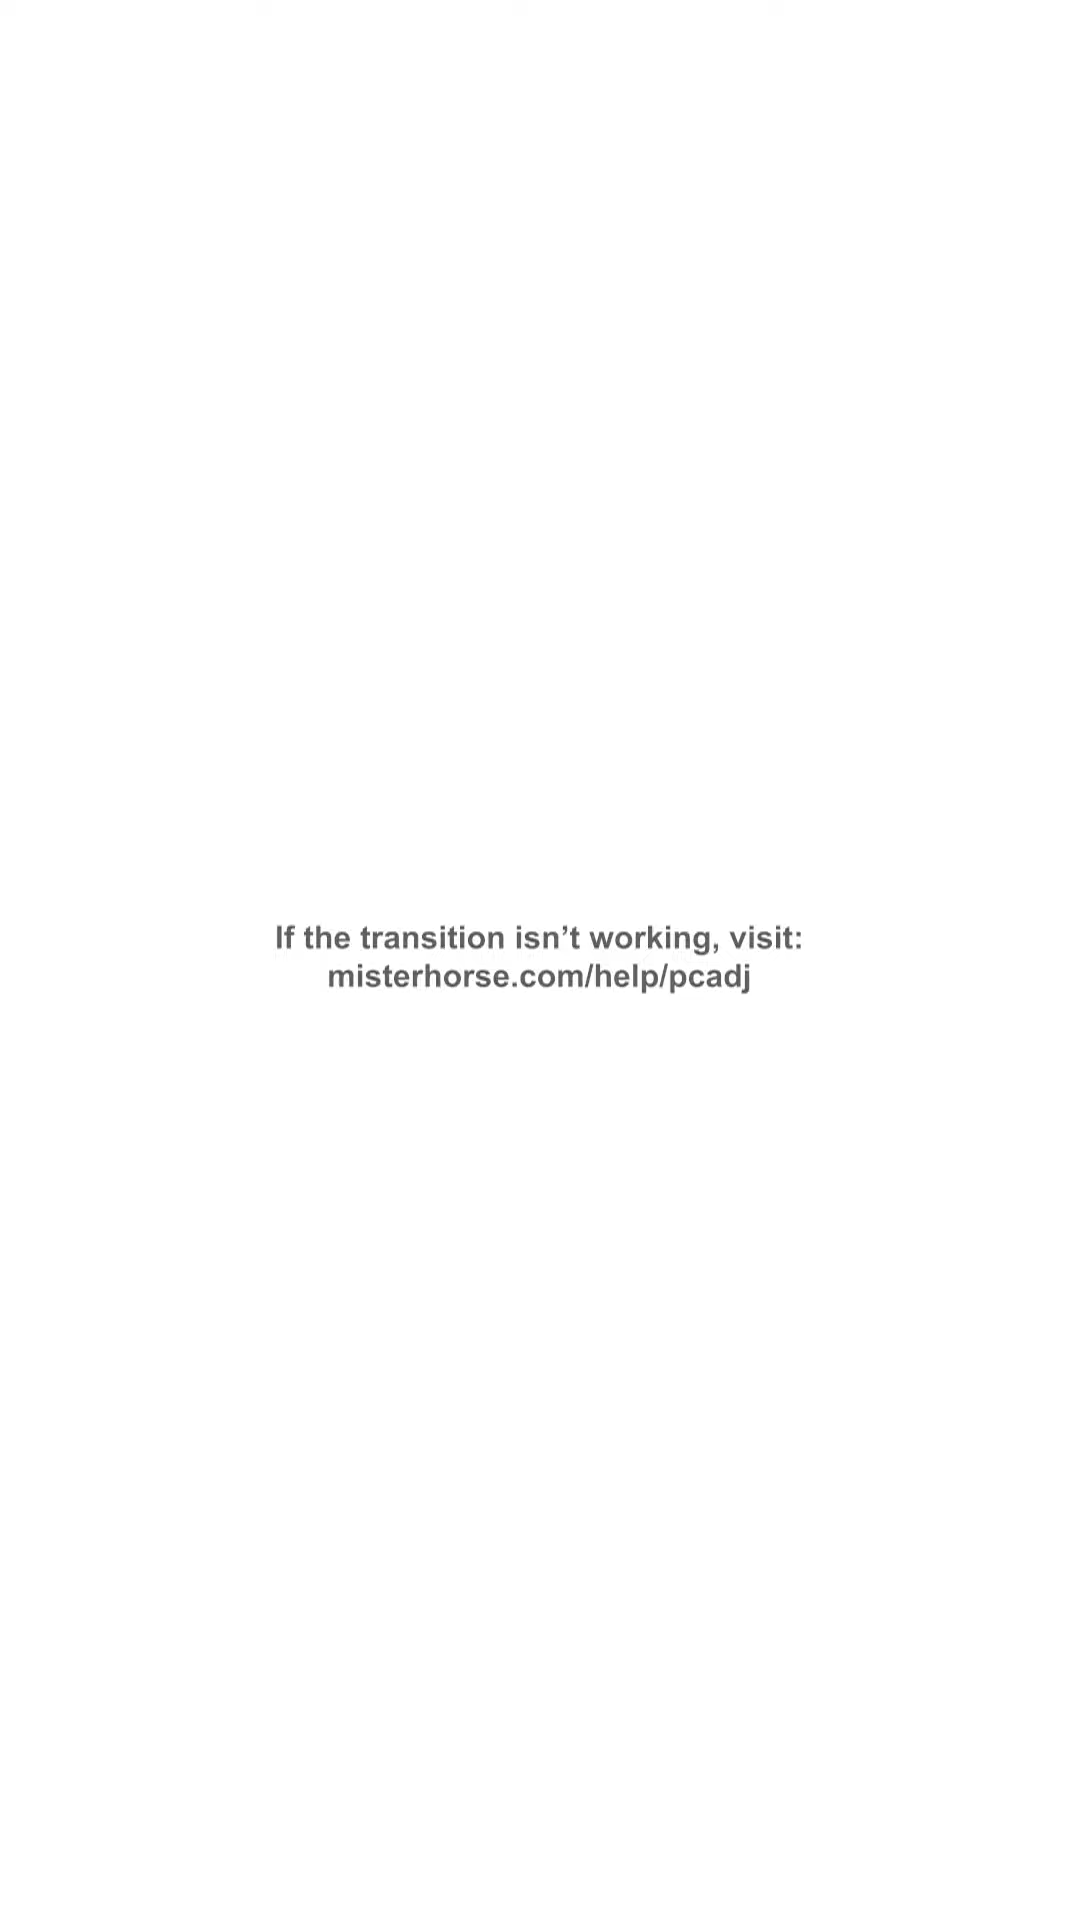 If the transition isn’t working, visit:
misterhorse.com/help/pcadj